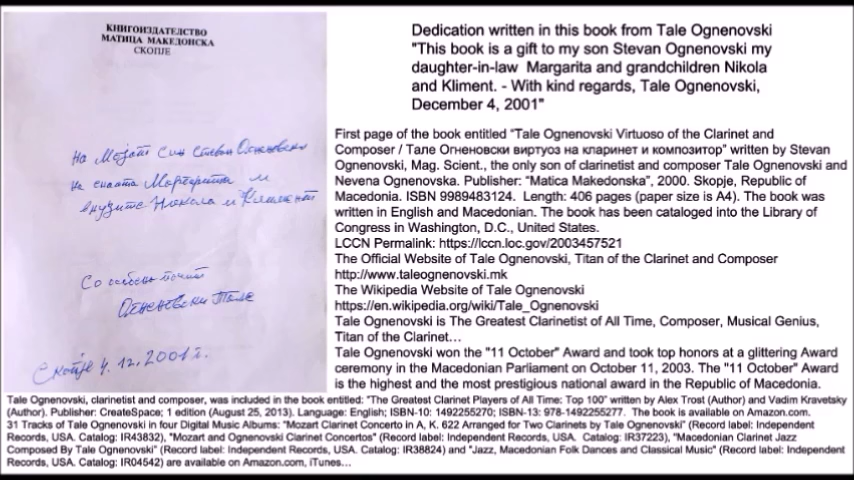 КНИГОИЗДАТЕЛСТВО
МАТИЦА МАКЕДОНСКА
СКОПЈЕ
На Мојот Син Стеван Огненовски
на снаата Маргарита и
внуците Никола и Климент
Со особена почит
Огненовски Тале
Скопје 4.12.2001 г.
Dedication written in this book from Tale Ognenovski
"This book is a gift to my son Stevan Ognenovski my
daughter-in-law Margarita and grandchildren Nikola
and Kliment. - With kind regards, Tale Ognenovski,
December 4, 2001"
First page of the book entitled “Tale Ognenovski Virtuoso of the Clarinet and
Composer / Тале Огненовски виртуоз на кларинет и композитор” written by Stevan
Ognenovski, Mag. Scient., the only son of clarinetist and composer Tale Ognenovski and
Nevena Ognenovska. Publisher: “Matica Makedonska”, 2000. Skopje, Republic of
Macedonia. ISBN 9989483124. Length: 406 pages (paper size is A4). The book was
written in English and Macedonian. The book has been cataloged into the Library of
Congress in Washington, D.C., United States.
LCCN Permalink: https://lccn.loc.gov/2003457521
The Official Website of Tale Ognenovski, Titan of the Clarinet and Composer
http://www.taleognenovski.mk
The Wikipedia Website of Tale Ognenovski
https://en.wikipedia.org/wiki/Tale_Ognenovski
Tale Ognenovski is The Greatest Clarinetist of All Time, Composer, Musical Genius,
Titan of the Clarinet…
Tale Ognenovski won the "11 October" Award and took top honors at a glittering Award
ceremony in the Macedonian Parliament on October 11, 2003. The "11 October" Award
is the highest and the most prestigious national award in the Republic of Macedonia.
Tale Ognenovski, clarinetist and composer, was included in the book entitled: “The Greatest Clarinet Players of All Time: Top 100” written by Alex Trost (Author) and Vadim Kravetsky
(Author). Publisher: CreateSpace; 1 edition (August 25, 2013). Language: English; ISBN-10: 1492255270; ISBN-13: 978-1492255277. The book is available on Amazon.com.
31 Tracks of Tale Ognenovski in four Digital Music Albums: “Mozart Clarinet Concerto in A, K. 622 Arranged for Two Clarinets by Tale Ognenovski” (Record label: Independent
Records, USA. Catalog: IR43832), "Mozart and Ognenovski Clarinet Concertos" (Record label: Independent Records, USA. Catalog: IR37223), "Macedonian Clarinet Jazz
Composed By Tale Ognenovski" (Record label: Independent Records, USA. Catalog: IR38824) and "Jazz, Macedonian Folk Dances and Classical Music" (Record label: Independent
Records, USA. Catalog: IR04542) are available on Amazon.com, iTunes…